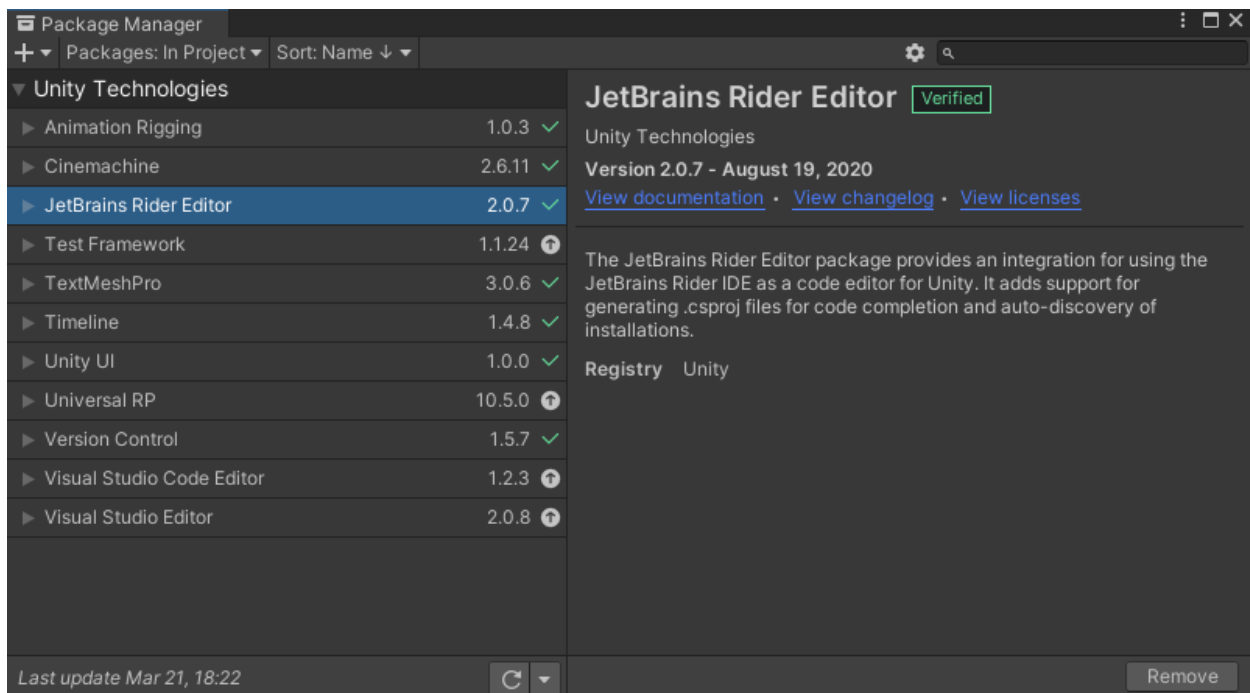 Package Manager
Packages: In Project Sort: Name ↓
Unity Technologies
Animation Rigging 1.0.3
Cinemachine 2.6.11
JetBrains Rider Editor 2.0.7
Test Framework 1.1.24
TextMeshPro 3.0.6
Timeline 1.4.8
Unity UI 1.0.0
Universal RP 10.5.0
Version Control 1.5.7
Visual Studio Code Editor 1.2.3
Visual Studio Editor 2.0.8
Last update Mar 21, 18:22
JetBrains Rider Editor Verified
Unity Technologies
Version 2.0.7 - August 19, 2020
View documentation • View changelog • View licenses
The JetBrains Rider Editor package provides an integration for using the
JetBrains Rider IDE as a code editor for Unity. It adds support for
generating .csproj files for code completion and auto-discovery of
installations.
Registry Unity
Remove